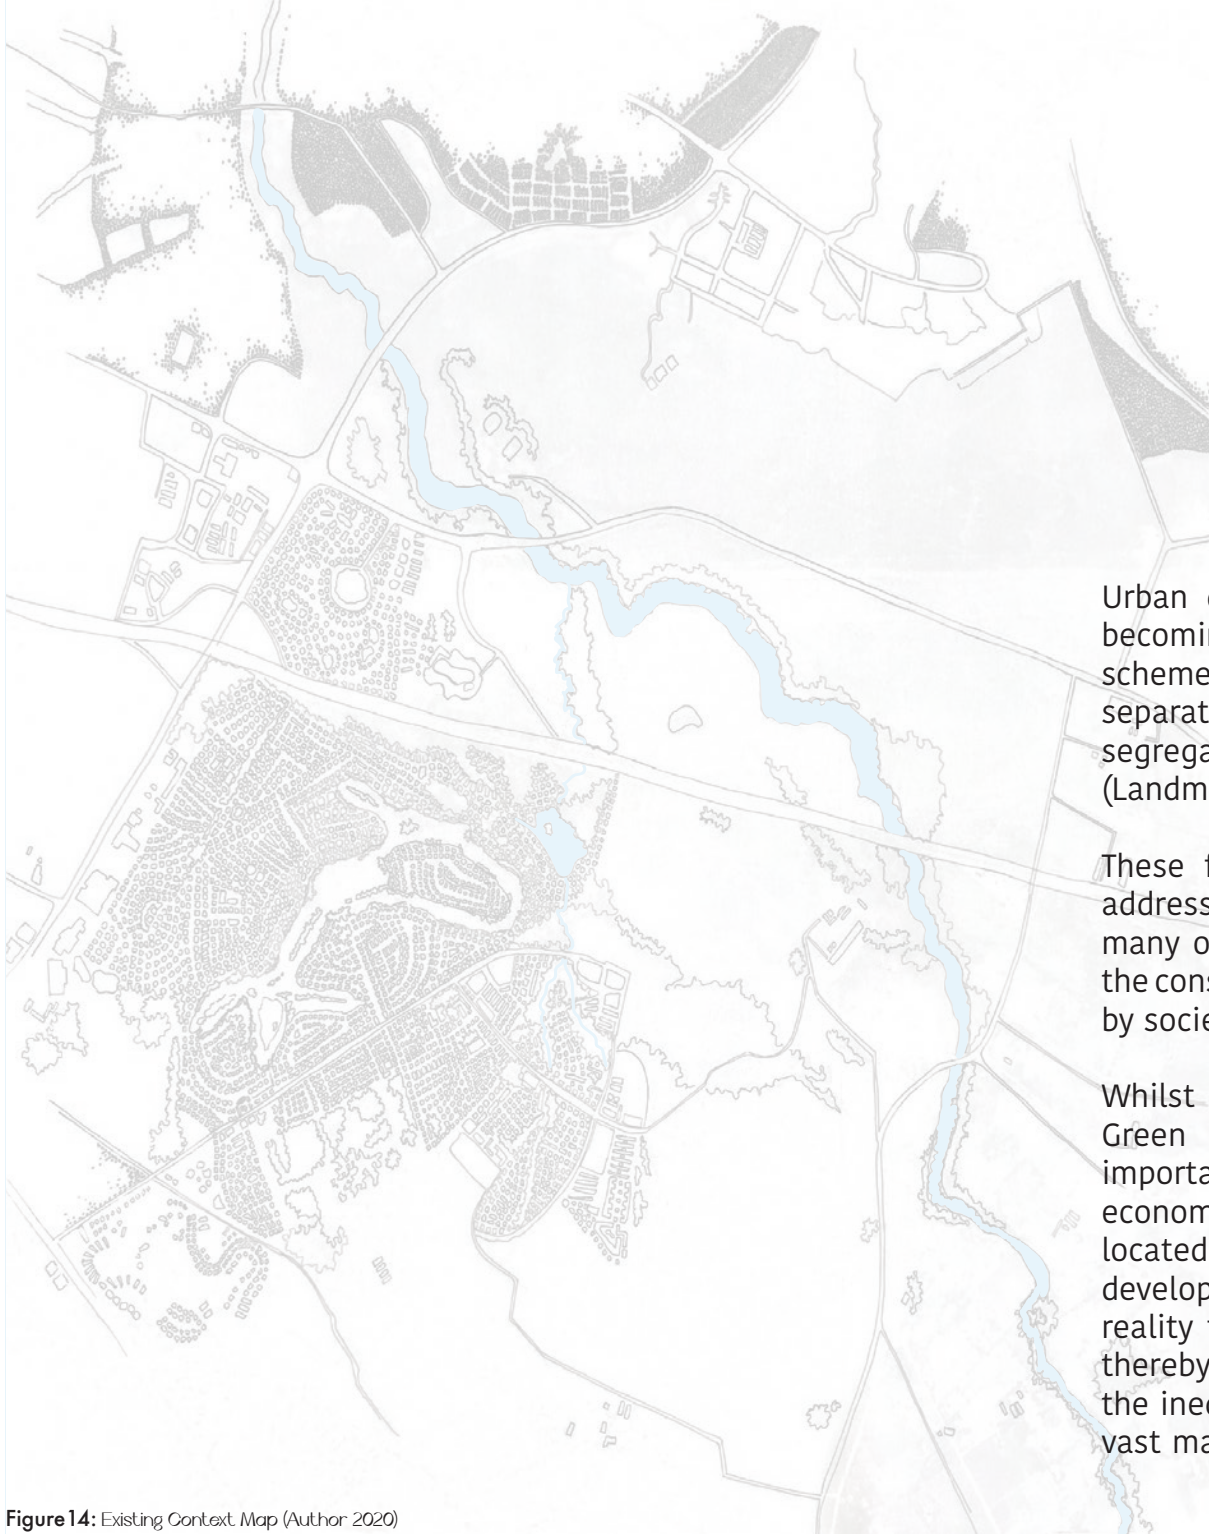 Urban
becomin
scheme
separat
segrega
(Landm
These f
address
many o
the cons
by socie
Whilst
Green
importa
econom
located
develop
reality
thereby
the ineq
vast ma
Figure 14: Existing Context Map (Author 2020)